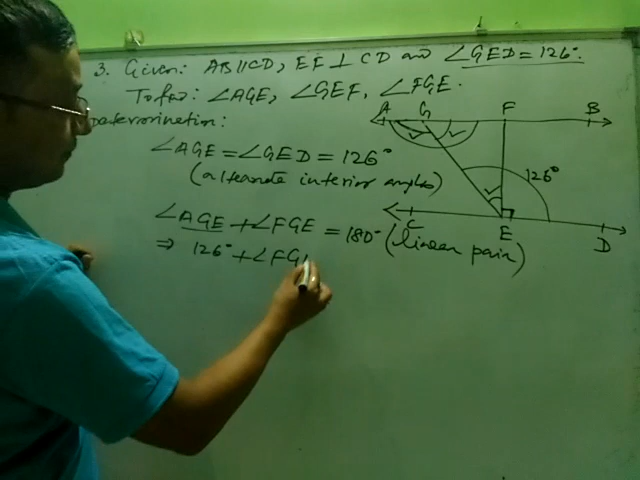 3. Given: AB∥CD, EF⊥CD and ∠GED=126°.
To find: ∠AGE, ∠GEF, ∠FGE.
Determination:
A G F B
∠AGE=∠GED=126°
(alternate interior angles)
126°
∠AGE+∠FGE=180° (linear pair)
C E D
⇒ 126°+∠FG